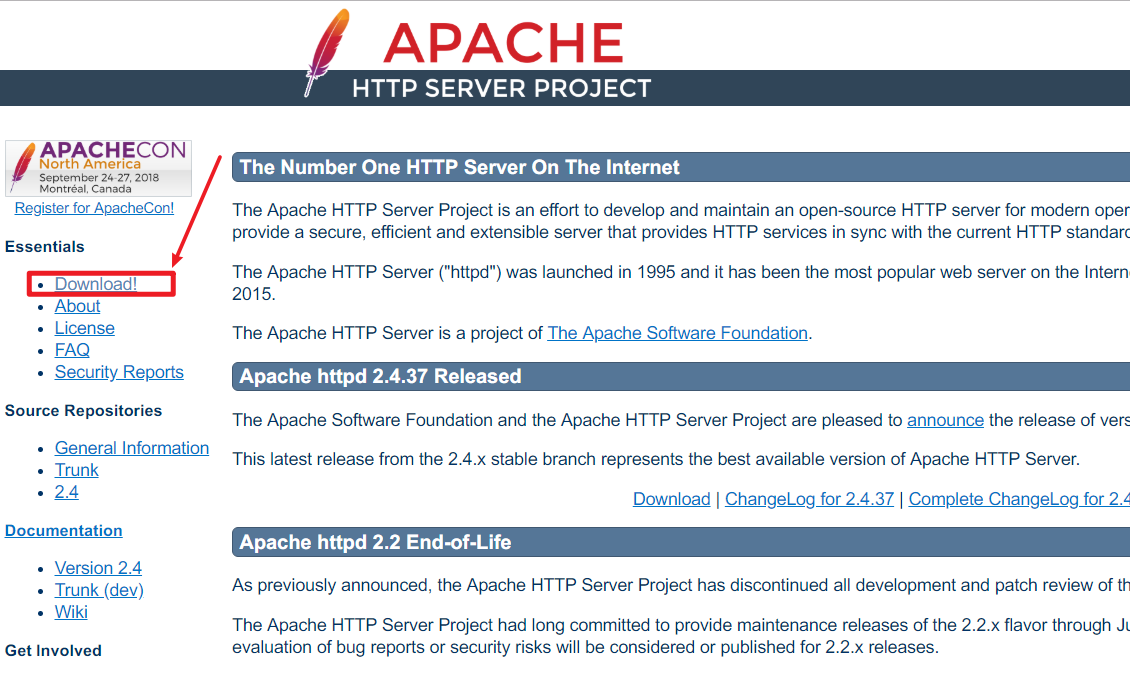 APACHE
HTTP SERVER PROJECT
APACHECON
North America
September 24-27, 2018
Montréal, Canada
Register for ApacheCon!
Essentials
Download!
About
License
FAQ
Security Reports
Source Repositories
General Information
Trunk
2.4
Documentation
Version 2.4
Trunk (dev)
Wiki
Get Involved
The Number One HTTP Server On The Internet
The Apache HTTP Server Project is an effort to develop and maintain an open-source HTTP server for modern oper
provide a secure, efficient and extensible server that provides HTTP services in sync with the current HTTP standard
The Apache HTTP Server ("httpd") was launched in 1995 and it has been the most popular web server on the Intern
2015.
The Apache HTTP Server is a project of The Apache Software Foundation.
Apache httpd 2.4.37 Released
The Apache Software Foundation and the Apache HTTP Server Project are pleased to announce the release of vers
This latest release from the 2.4.x stable branch represents the best available version of Apache HTTP Server.
Download | ChangeLog for 2.4.37 | Complete ChangeLog for 2.4
Apache httpd 2.2 End-of-Life
As previously announced, the Apache HTTP Server Project has discontinued all development and patch review of th
The Apache HTTP Server Project had long committed to provide maintenance releases of the 2.2.x flavor through Ju
evaluation of bug reports or security risks will be considered or published for 2.2.x releases.